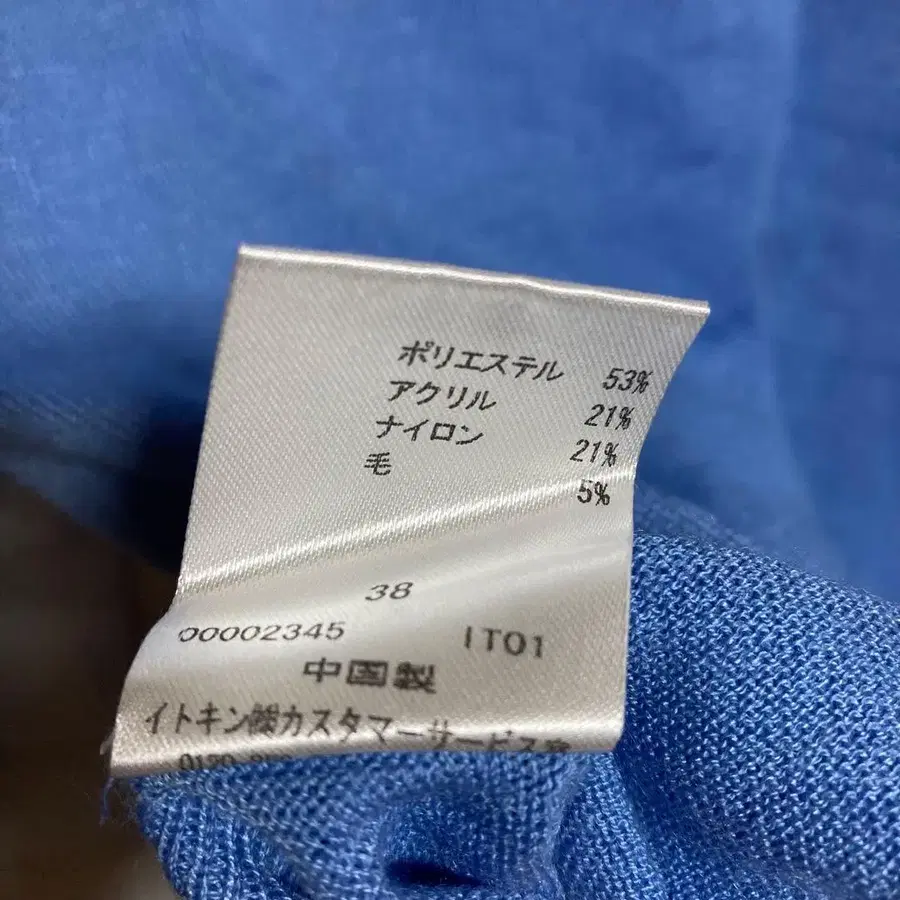 ポリエステル 53%
アクリル 21%
ナイロン 21%
毛 5%
38
00002345 IT01
中国製
イトキン㈱カスタマーサービス室
0120-